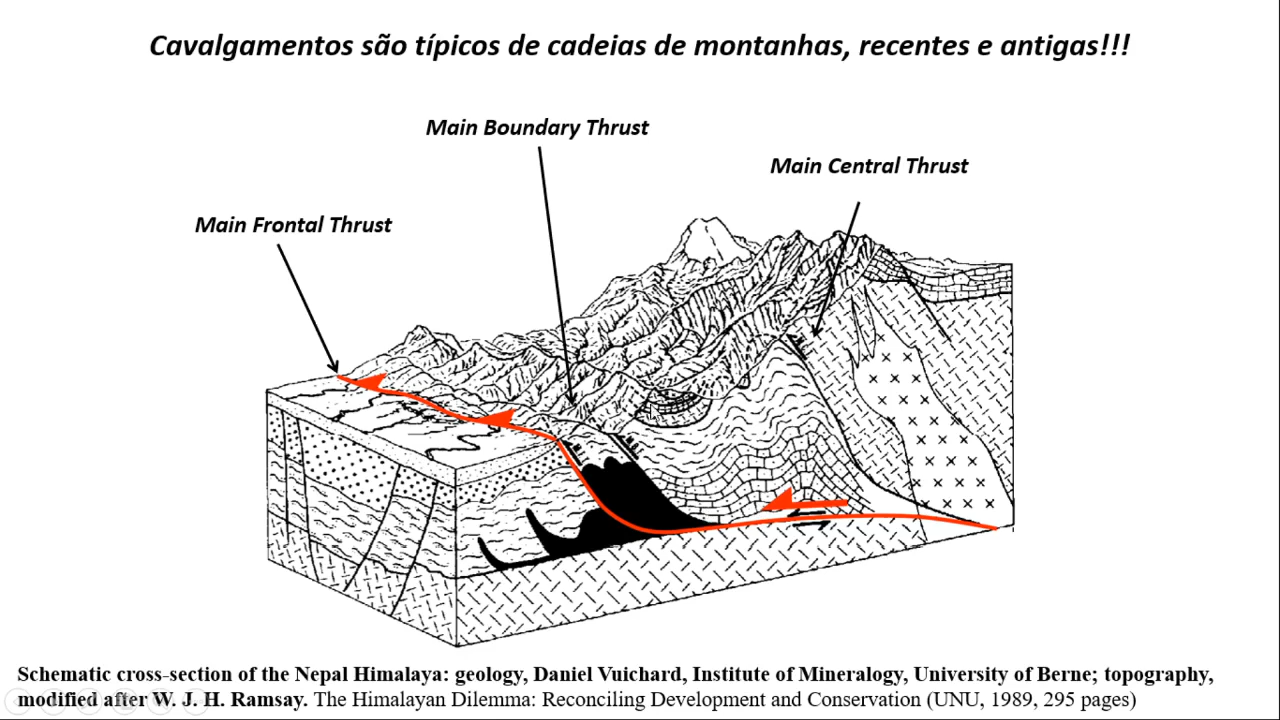 Cavalgamentos são típicos de cadeias de montanhas, recentes e antigas!!!
Main Boundary Thrust
Main Central Thrust
Main Frontal Thrust
Schematic cross-section of the Nepal Himalaya: geology, Daniel Vuichard, Institute of Mineralogy, University of Berne; topography,
modified after W. J. H. Ramsay. The Himalayan Dilemma: Reconciling Development and Conservation (UNU, 1989, 295 pages)